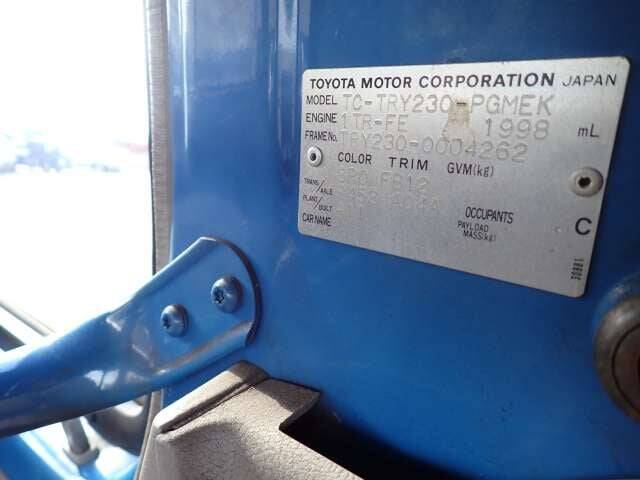 TOYOTA MOTOR CORPORATION JAPAN
MODEL TC-TRY230-PGMEK
ENGINE 1TR-FE 1998 mL
FRAME No. TRY230-0004262
COLOR TRIM GVM(kg)
FS12
TRANS/AXLE
PLANT/BUILT OCCUPANTS C
CAR NAME PAYLOAD MASS(kg)